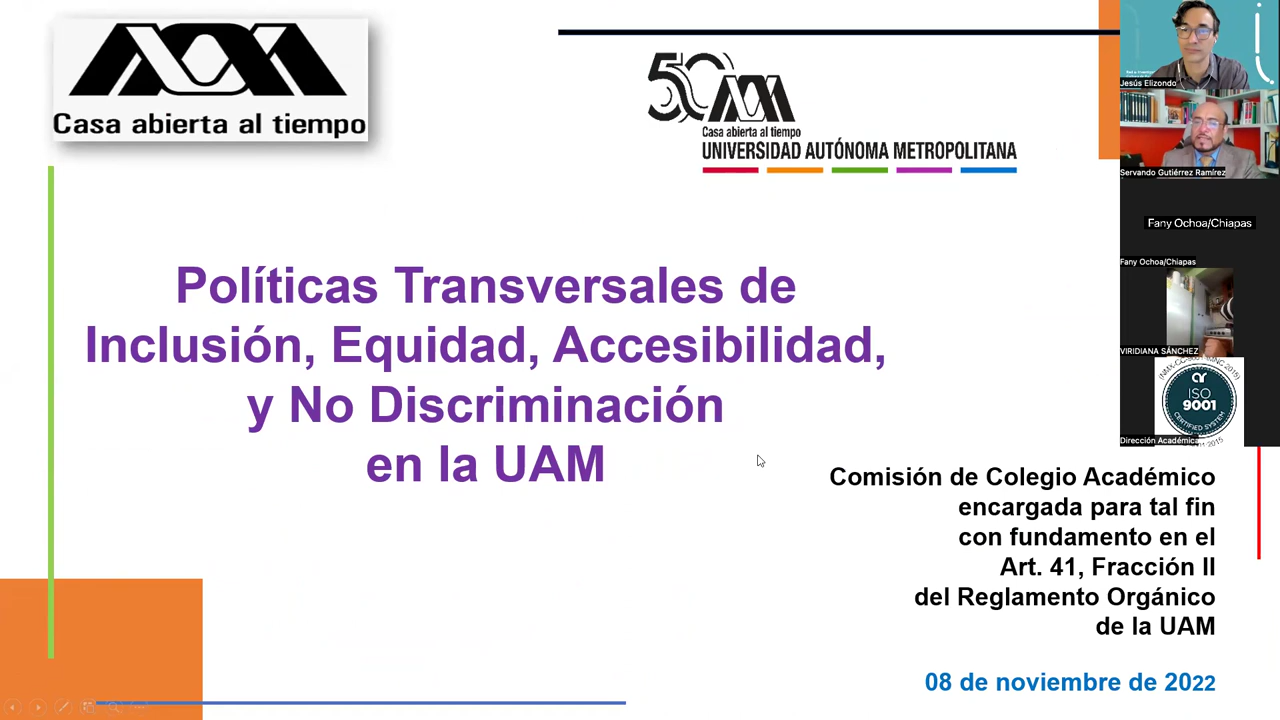 Casa abierta al tiempo
50
Casa abierta al tiempo
UNIVERSIDAD AUTÓNOMA METROPOLITANA
Políticas Transversales de
Inclusión, Equidad, Accesibilidad,
y No Discriminación
en la UAM
Comisión de Colegio Académico
encargada para tal fin
con fundamento en el
Art. 41, Fracción II
del Reglamento Orgánico
de la UAM
08 de noviembre de 2022
Jesús Elizondo
Servando Gutiérrez Ramírez
Fany Ochoa/Chiapas
Fany Ochoa/Chiapas
VIRIDIANA SÁNCHEZ
ISO
9001
CERTIFIED SYSTEM
Dirección Académica